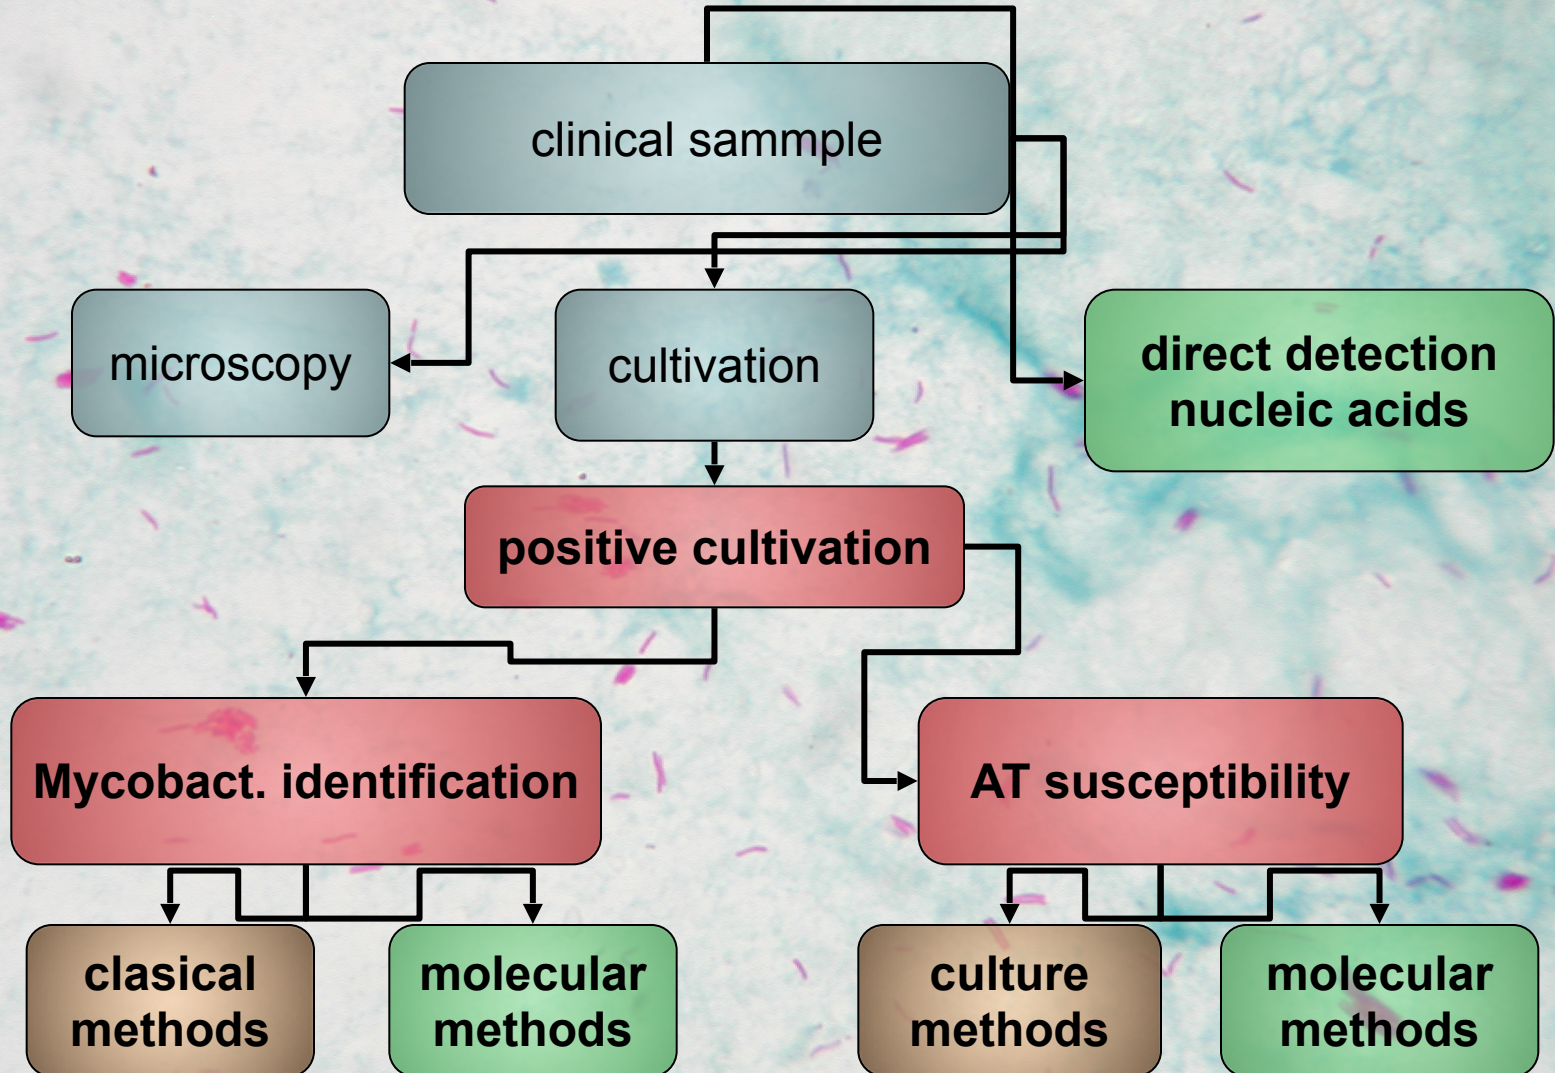 clinical sammple
microscopy
cultivation
direct detection
nucleic acids
positive cultivation
Mycobact. identification
AT susceptibility
clasical
methods
molecular
methods
culture
methods
molecular
methods